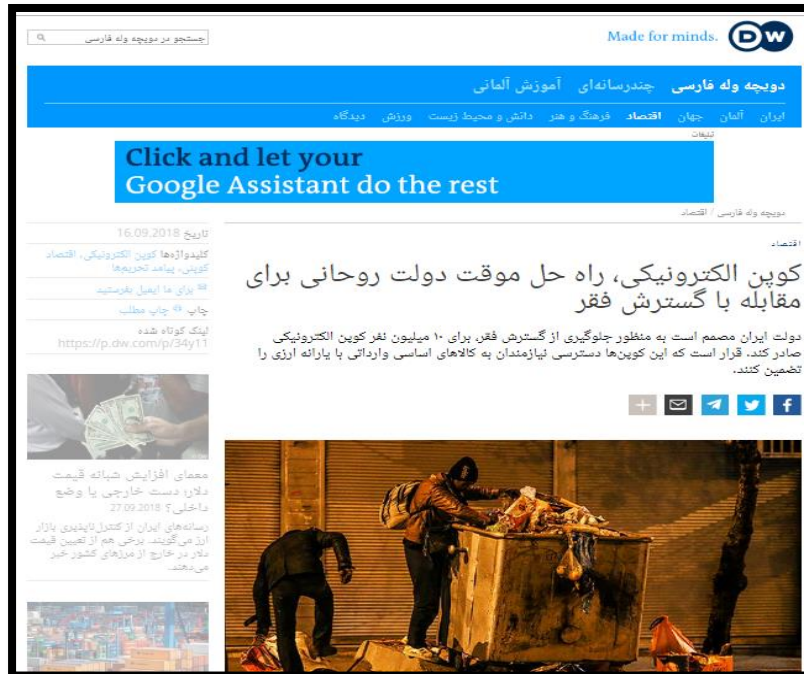 جستجو در دویچه وله فارسی
Made for minds.
DW
دویچه وله فارسی چندرسانه‌ای آموزش آلمانی
ایران آلمان جهان اقتصاد فرهنگ و هنر دانش و محیط زیست ورزش دیدگاه
تبلیغات
Click and let your
Google Assistant do the rest
دویچه وله فارسی / اقتصاد
اقتصاد
کوپن الکترونیکی، راه حل موقت دولت روحانی برای
مقابله با گسترش فقر
دولت ایران مصمم است به منظور جلوگیری از گسترش فقر، برای ۱۰ میلیون نفر کوپن الکترونیکی
صادر کند. قرار است که این کوپن‌ها دسترسی نیازمندان به کالاهای اساسی وارداتی با یارانه ارزی را
تضمین کنند.
تاریخ 16.09.2018
کلیدواژه‌ها کوپن الکترونیکی، اقتصاد
کوپنی، پیامد تحریم‌ها
برای ما ایمیل بفرستید
چاپ چاپ مطلب
لینک کوتاه شده
https://p.dw.com/p/34y11
معمای افزایش شبانه قیمت
دلار؛ دست خارجی یا وضع
داخلی؟ 27.09.2018
رسانه‌های ایران از کنترل‌ناپذیری بازار
ارز می‌گویند. برخی هم از تعیین قیمت
دلار در خارج از مرزهای کشور خبر
می‌دهند.